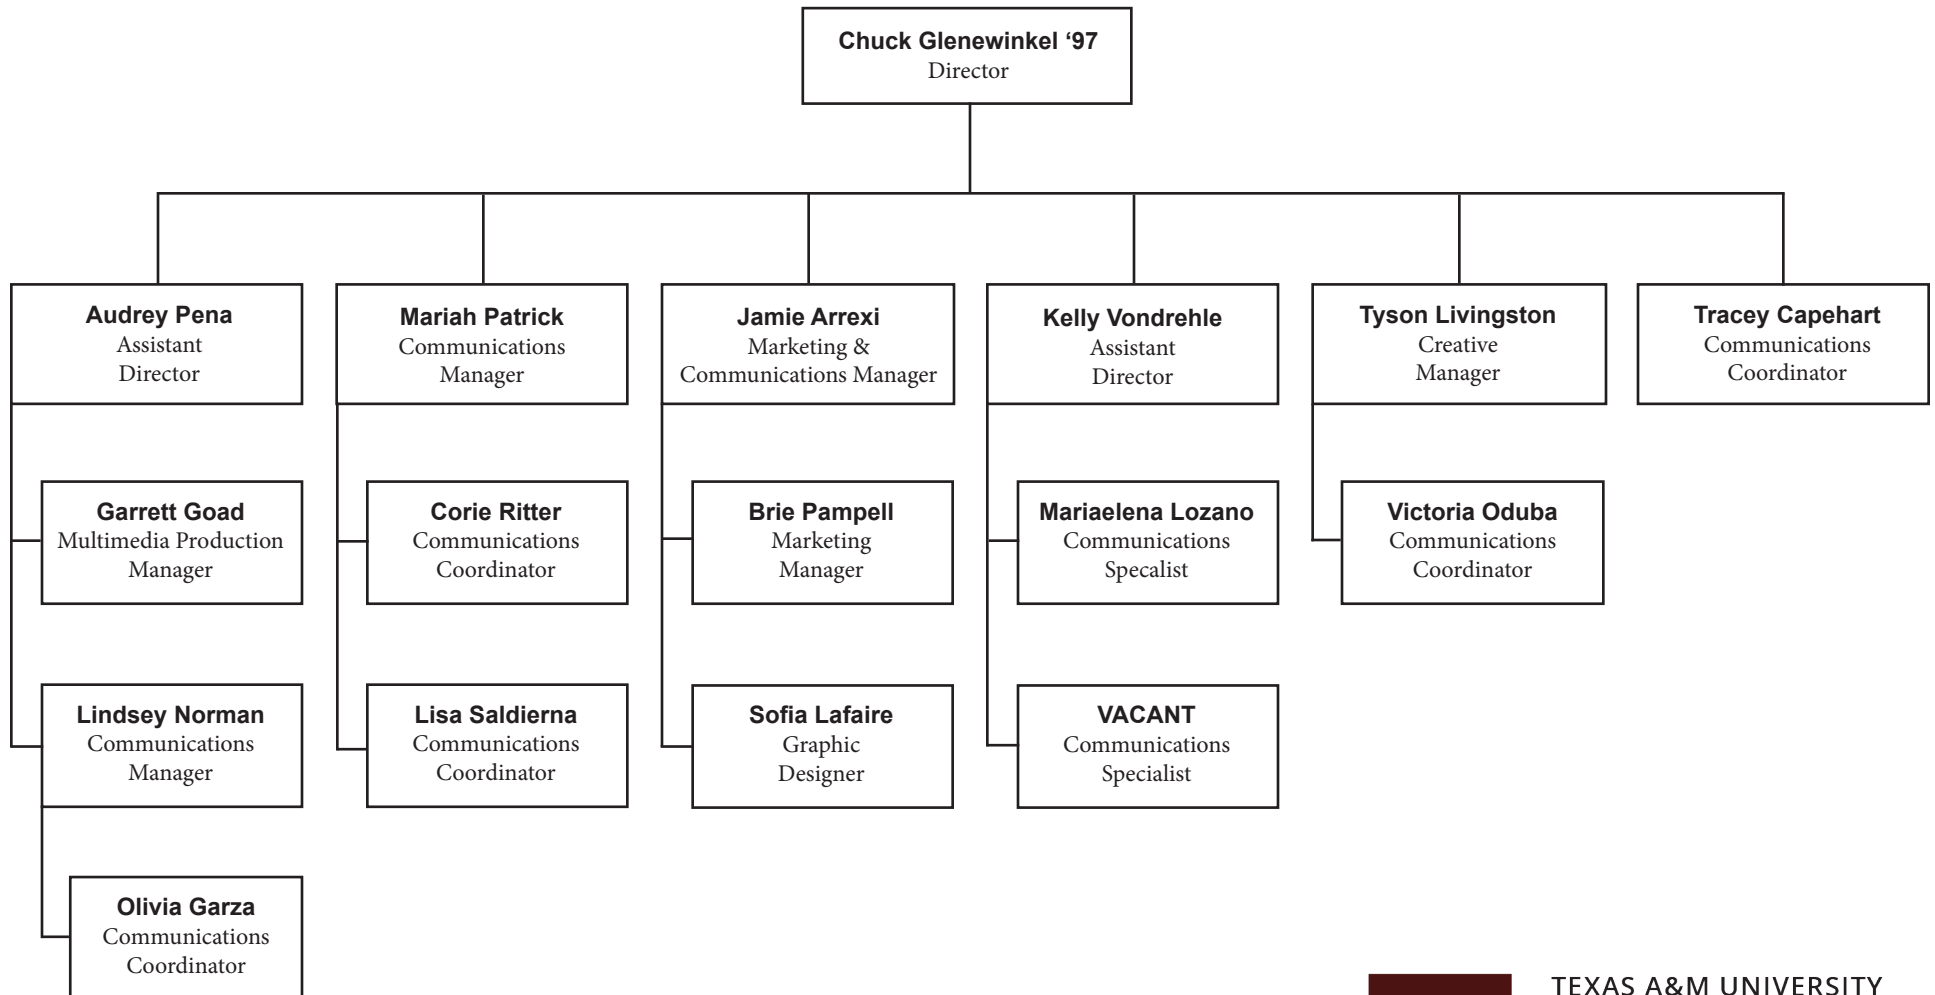 Chuck Glenewinkel ‘97
Director
Audrey Pena
Assistant
Director
Mariah Patrick
Communications
Manager
Jamie Arrexi
Marketing &
Communications Manager
Kelly Vondrehle
Assistant
Director
Tyson Livingston
Creative
Manager
Tracey Capehart
Communications
Coordinator
Garrett Goad
Multimedia Production
Manager
Corie Ritter
Communications
Coordinator
Brie Pampell
Marketing
Manager
Mariaelena Lozano
Communications
Specalist
Victoria Oduba
Communications
Coordinator
Lindsey Norman
Communications
Manager
Lisa Saldierna
Communications
Coordinator
Sofia Lafaire
Graphic
Designer
VACANT
Communications
Specialist
Olivia Garza
Communications
Coordinator
TEXAS A&M UNIVERSITY